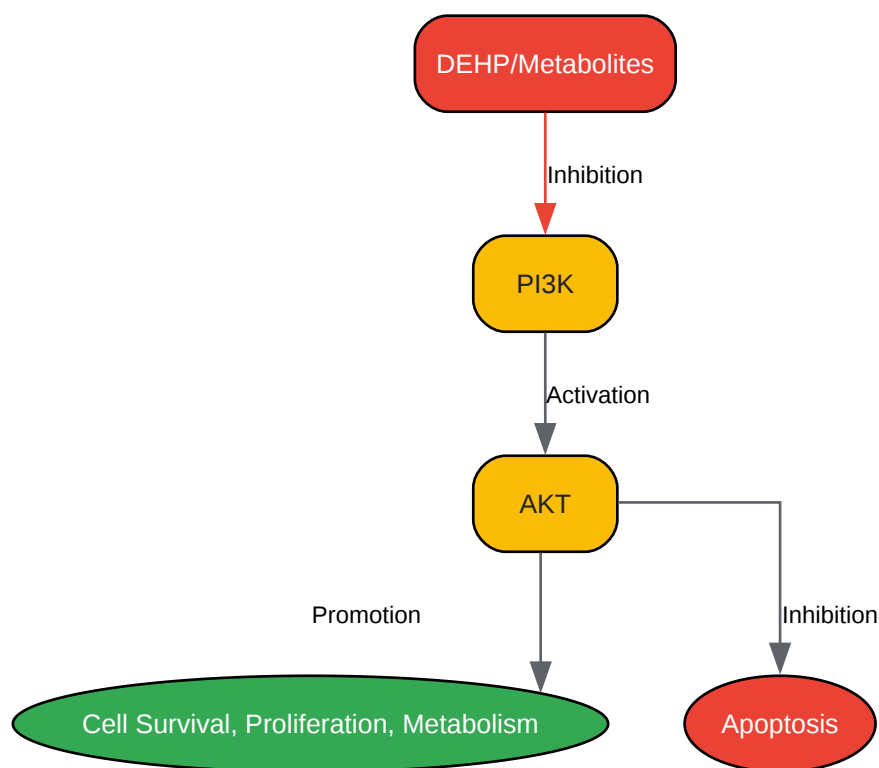 DEHP/Metabolites
Inhibition
PI3K
Activation
AKT
Promotion
Inhibition
Cell Survival, Proliferation, Metabolism
Apoptosis